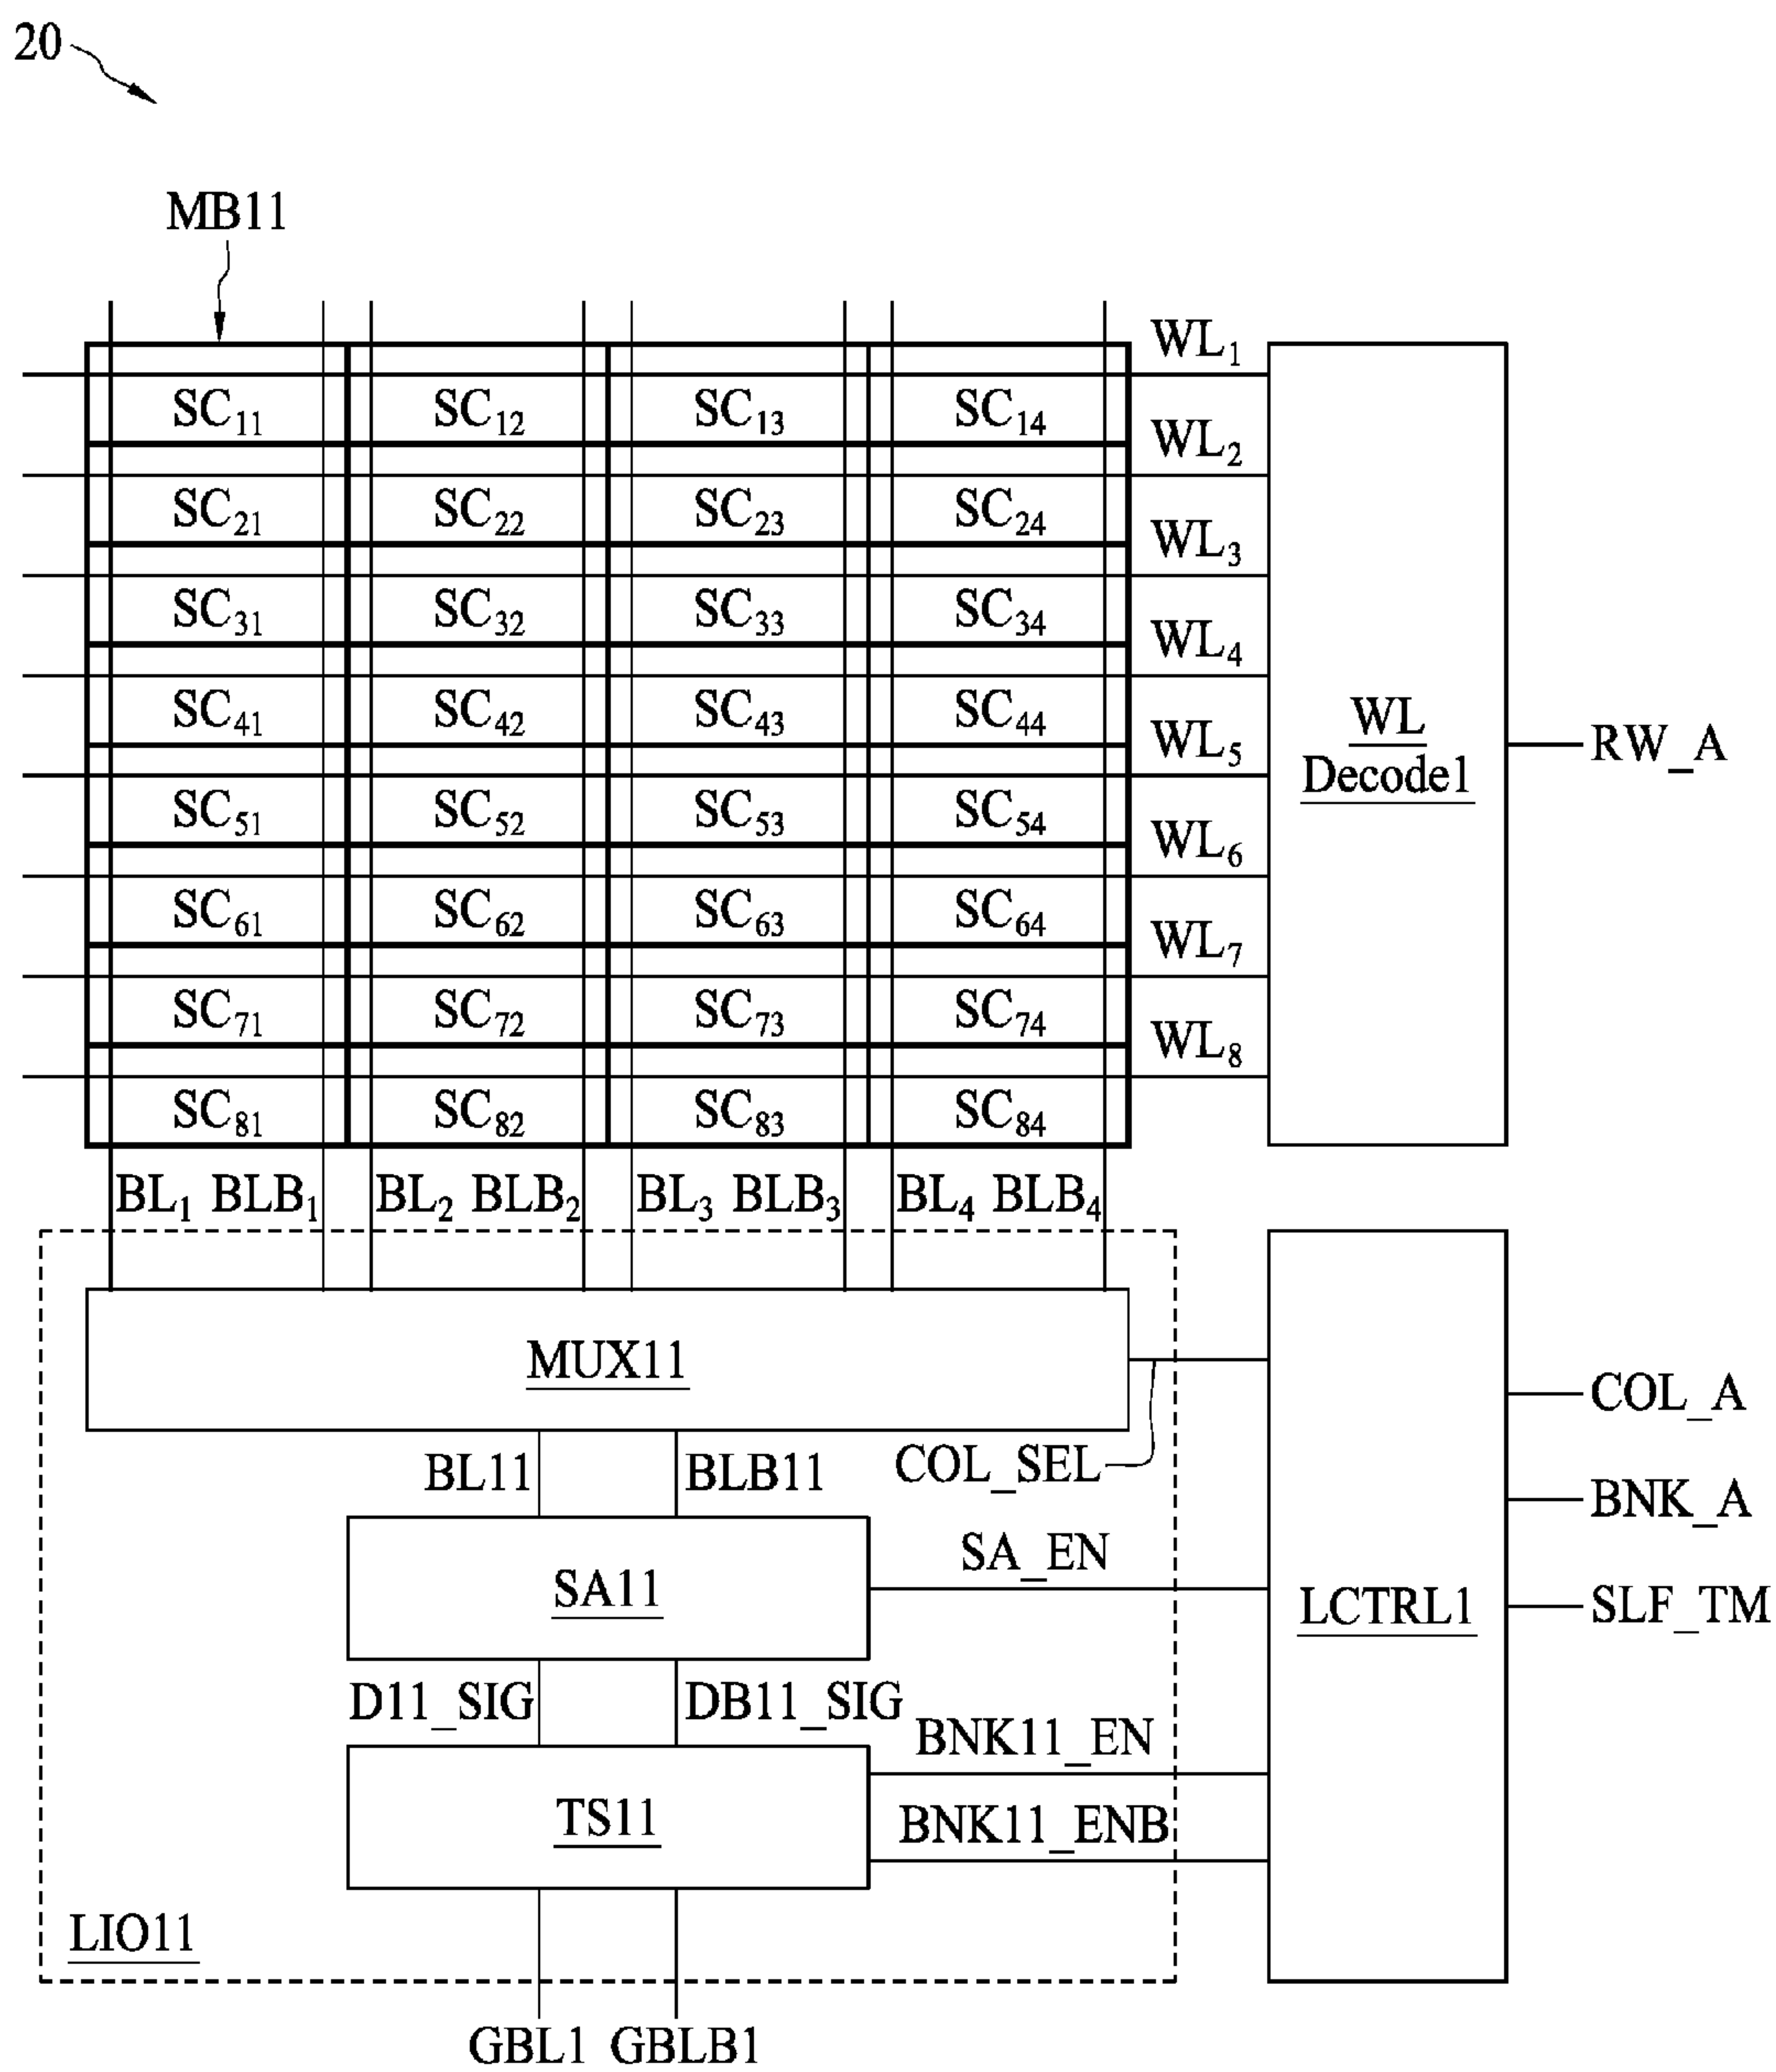 20
MB11
WL1
SC11 SC12 SC13 SC14
WL2
SC21 SC22 SC23 SC24
WL3
SC31 SC32 SC33 SC34
WL4
SC41 SC42 SC43 SC44
WL
Decode1
RW_A
WL5
SC51 SC52 SC53 SC54
WL6
SC61 SC62 SC63 SC64
WL7
SC71 SC72 SC73 SC74
WL8
SC81 SC82 SC83 SC84
BL1 BLB1 BL2 BLB2 BL3 BLB3 BL4 BLB4
MUX11
COL_A
BL11 BLB11 COL_SEL
BNK_A
SA_EN
SA11
LCTRL1
SLF_TM
D11_SIG DB11_SIG
BNK11_EN
TS11
BNK11_ENB
LIO11
GBL1 GBLB1